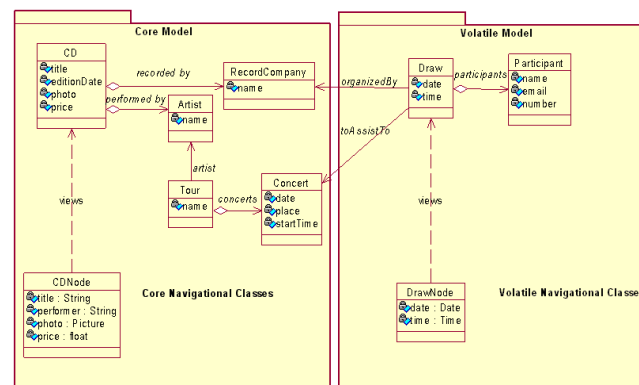 Core Model
CD
title
editionDate
photo
price
recorded by
performed by
RecordCompany
name
Artist
name
artist
Tour
name
concerts
Concert
date
place
startTime
views
CDNode
title : String
performer : String
photo : Picture
price : float
Core Navigational Classes
Volatile Model
organizedBy
toAssistTo
Draw
date
time
participants
Participant
name
email
number
views
DrawNode
date : Date
time : Time
Volatile Navigational Classe